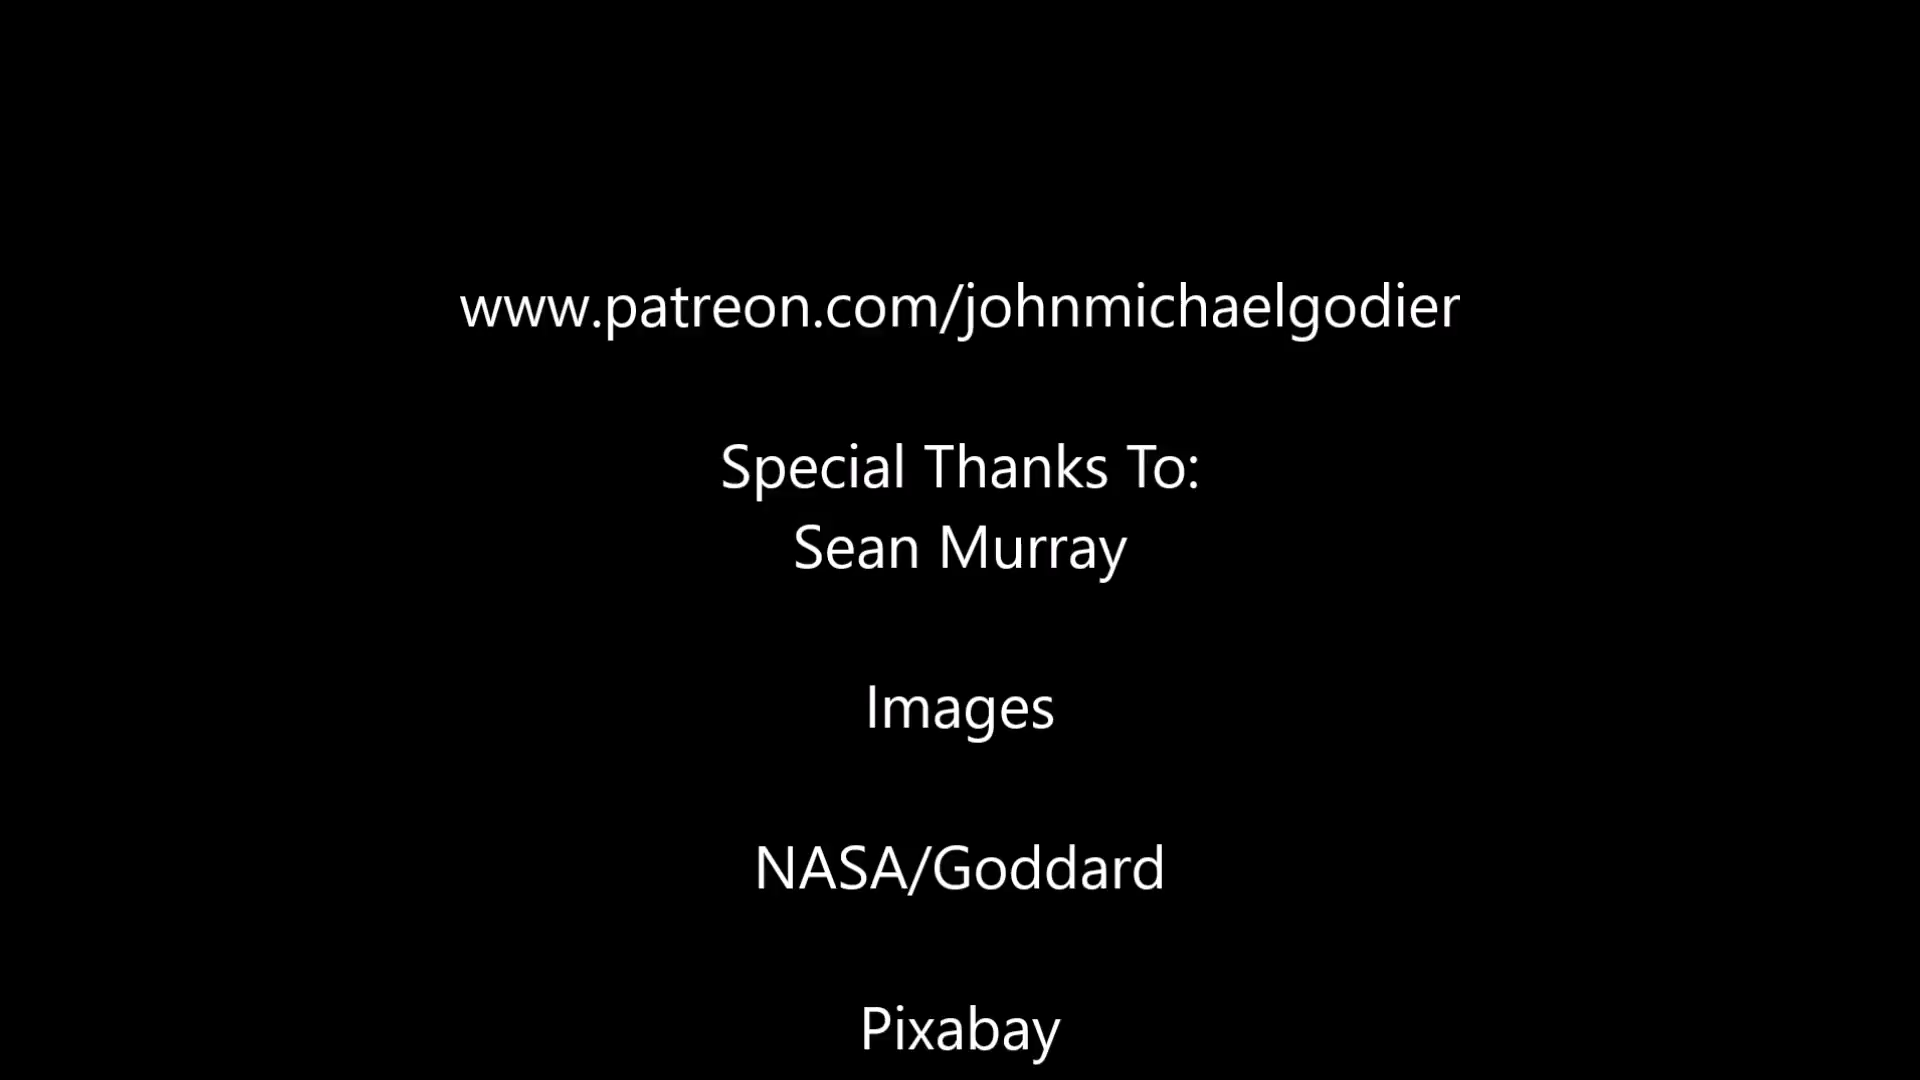 www.patreon.com/johnmichaelgodier
Special Thanks To:
Sean Murray
Images
NASA/Goddard
Pixabay